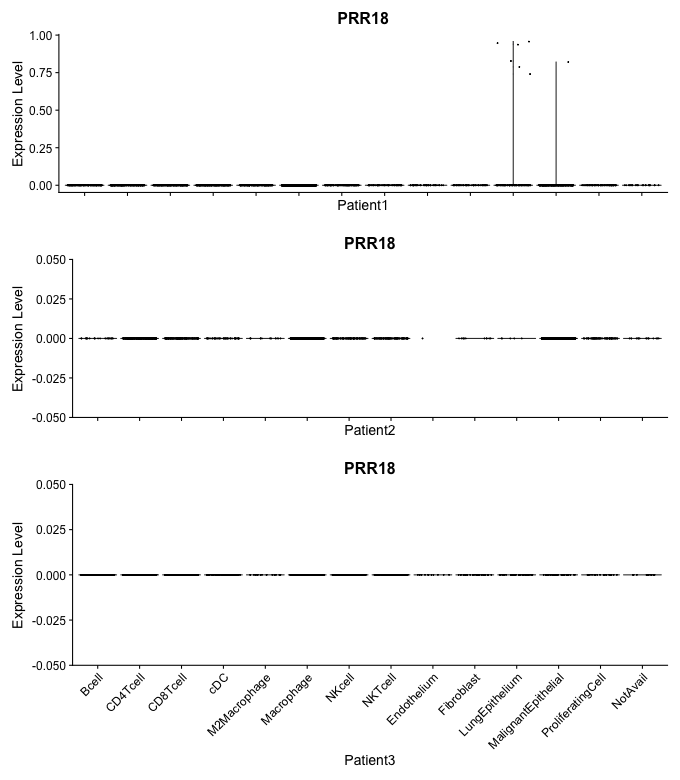 PRR18
Expression Level
1.00
0.75
0.50
0.25
0.00
Patient1
PRR18
Expression Level
0.050
0.025
0.000
-0.025
-0.050
Patient2
PRR18
Expression Level
0.050
0.025
0.000
-0.025
-0.050
Bcell
CD4Tcell
CD8Tcell
cDC
M2Macrophage
Macrophage
NKcell
NKTcell
Endothelium
Fibroblast
LungEpithelium
MalignantEpithelial
ProliferatingCell
NotAvail
Patient3